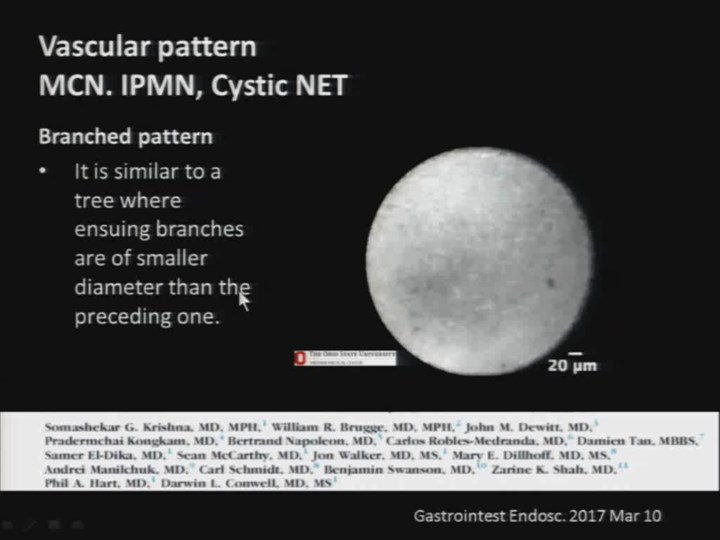 Vascular pattern
MCN. IPMN, Cystic NET
Branched pattern
• It is similar to a
tree where
ensuing branches
are of smaller
diameter than the
preceding one.
THE OHIO STATE UNIVERSITY
20 µm
Somashekar G. Krishna, MD, MPH,1 William R. Brugge, MD, MPH,2 John M. Dewitt, MD,3
Pradermchai Kongkam, MD,4 Bertrand Napoleon, MD,5 Carlos Robles-Medranda, MD,6 Damien Tan, MBBS,7
Samer El-Dika, MD,1 Sean McCarthy, MD,1 Jon Walker, MD, MS,1 Mary E. Dillhoff, MD, MS,8
Andrei Manilchuk, MD,9 Carl Schmidt, MD,8 Benjamin Swanson, MD,10 Zarine K. Shah, MD,11
Phil A. Hart, MD,1 Darwin L. Conwell, MD, MS1
Gastrointest Endosc. 2017 Mar 10